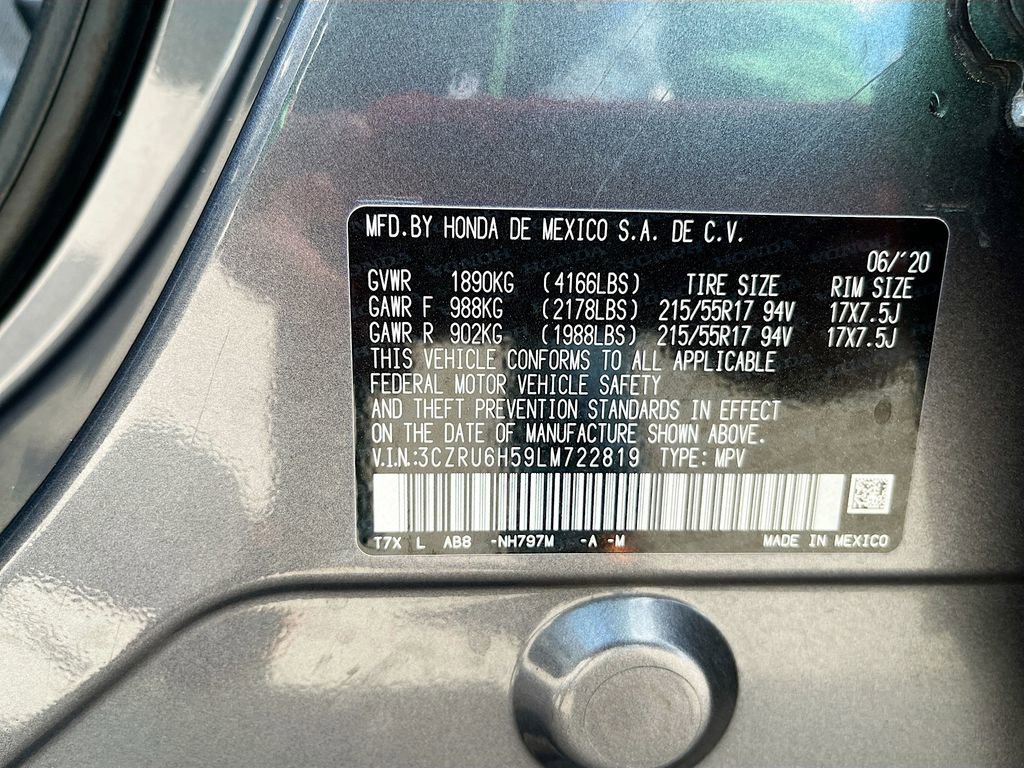 MFD.BY HONDA DE MEXICO S.A. DE C.V.
06/'20
GVWR 1890KG (4166LBS) TIRE SIZE RIM SIZE
GAWR F 988KG (2178LBS) 215/55R17 94V 17X7.5J
GAWR R 902KG (1988LBS) 215/55R17 94V 17X7.5J
THIS VEHICLE CONFORMS TO ALL APPLICABLE
FEDERAL MOTOR VEHICLE SAFETY
AND THEFT PREVENTION STANDARDS IN EFFECT
ON THE DATE OF MANUFACTURE SHOWN ABOVE.
V.I.N.:3CZRU6H59LM722819 TYPE: MPV
T7X L AB8 -NH797M -A -M MADE IN MEXICO